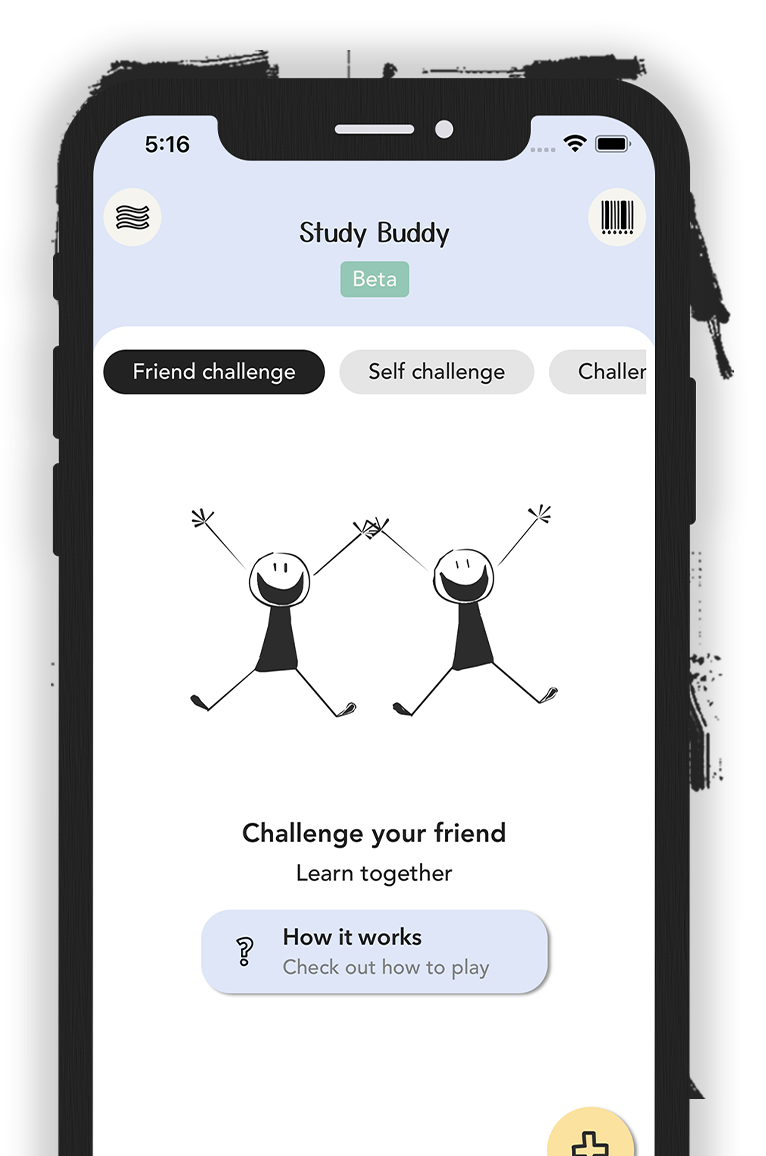 5:16
Study Buddy
Beta
Friend challenge Self challenge Challen
Challenge your friend
Learn together
How it works
Check out how to play